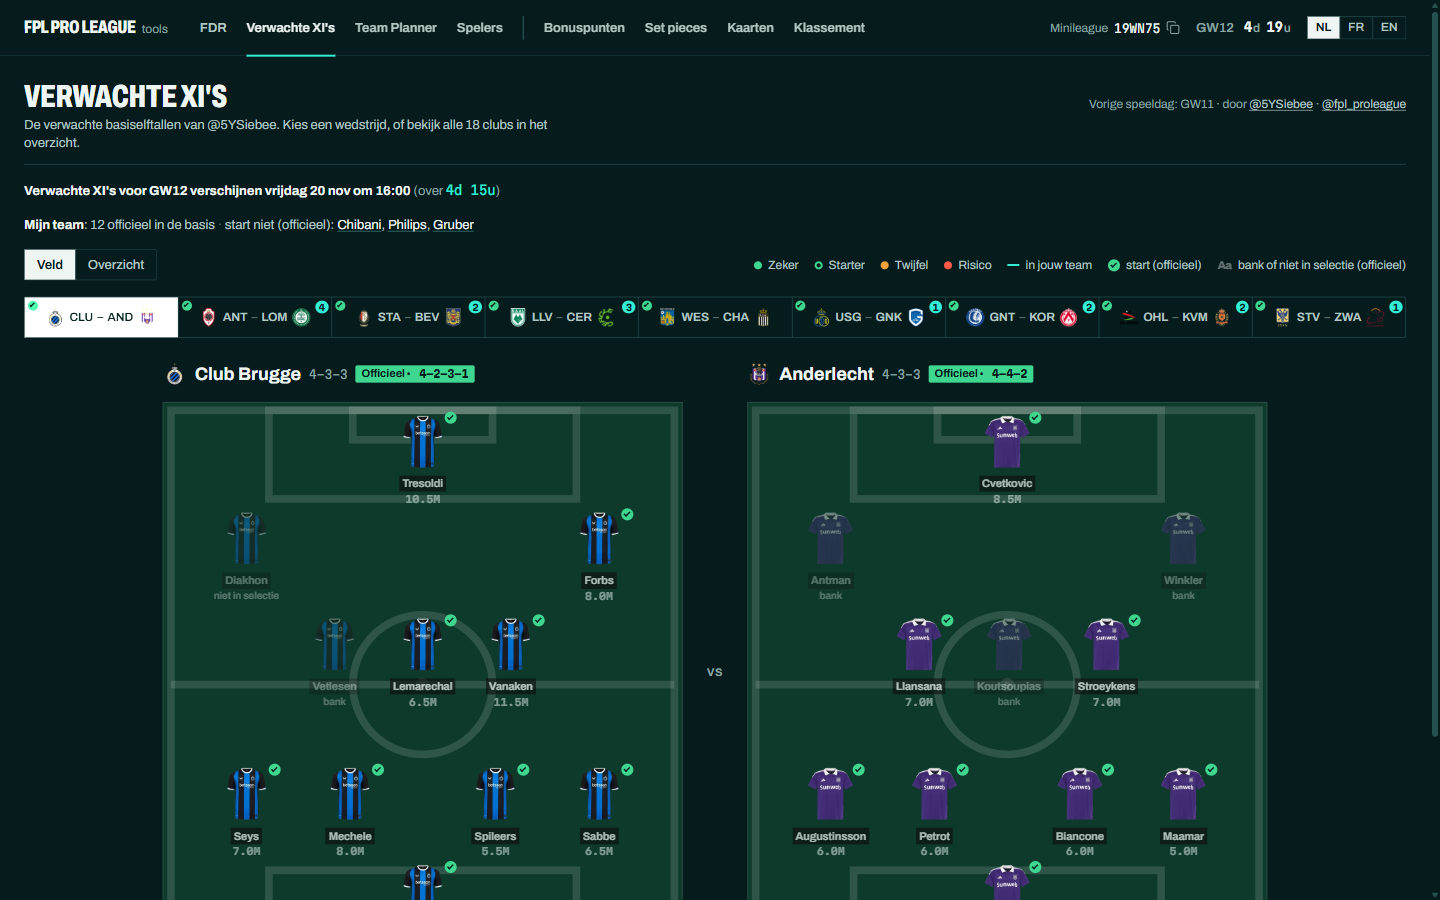 FPL PRO LEAGUE tools FDR Verwachte XI's Team Planner Spelers Bonuspunten Set pieces Kaarten Klassement Minileague 19WN75 GW12 4d 19u NL FR EN
VERWACHTE XI'S
Vorige speeldag: GW11 · door @5YSiebee · @fpl_proleague
De verwachte basiselftallen van @5YSiebee. Kies een wedstrijd, of bekijk alle 18 clubs in het
overzicht.
Verwachte XI's voor GW12 verschijnen vrijdag 20 nov om 16:00 (over 4d 15u)
Mijn team: 12 officieel in de basis · start niet (officieel): Chibani, Philips, Gruber
Veld Overzicht
Zeker Starter Twijfel Risico in jouw team start (officieel) Aa bank of niet in selectie (officieel)
CLU – AND ANT – LOM 4 STA – BEV 2 LLV – CER 3 WES – CHA USG – GNK 1 GNT – KOR 2 OHL – KVM 2 STV – ZWA 1
Club Brugge 4–3–3 Officieel · 4–2–3–1
Anderlecht 4–3–3 Officieel · 4–4–2
Tresoldi
10.5M
Cvetkovic
8.5M
Diakhon
niet in selectie
Forbs
8.0M
Antman
bank
Winkler
bank
Vetlesen
bank
Lemarechal
6.5M
Vanaken
11.5M
VS
Llansana
7.0M
Koutsoupias
bank
Stroeykens
7.0M
Seys
7.0M
Mechele
8.0M
Spileers
5.5M
Sabbe
6.5M
Augustinsson
6.0M
Petrot
6.0M
Biancone
6.0M
Maamar
5.0M